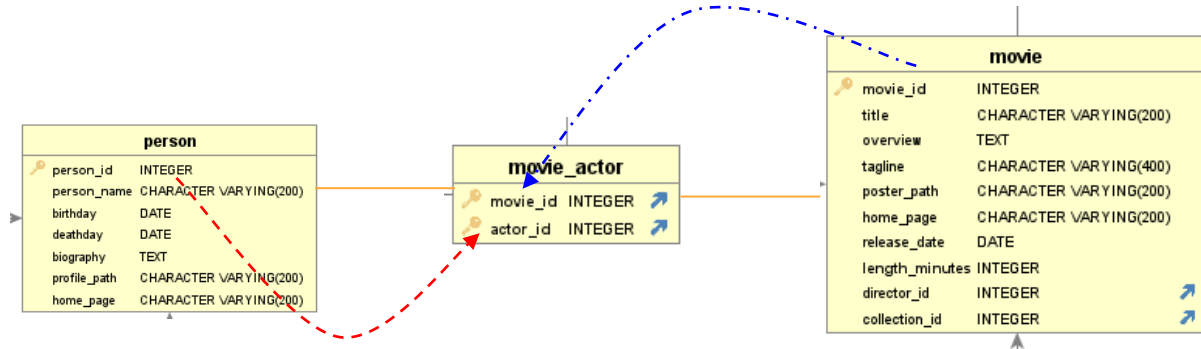 person
person_id INTEGER
person_name CHARACTER VARYING(200)
birthday DATE
deathday DATE
biography TEXT
profile_path CHARACTER VARYING(200)
home_page CHARACTER VARYING(200)
movie_actor
movie_id INTEGER
actor_id INTEGER
movie
movie_id INTEGER
title CHARACTER VARYING(200)
overview TEXT
tagline CHARACTER VARYING(400)
poster_path CHARACTER VARYING(200)
home_page CHARACTER VARYING(200)
release_date DATE
length_minutes INTEGER
director_id INTEGER
collection_id INTEGER